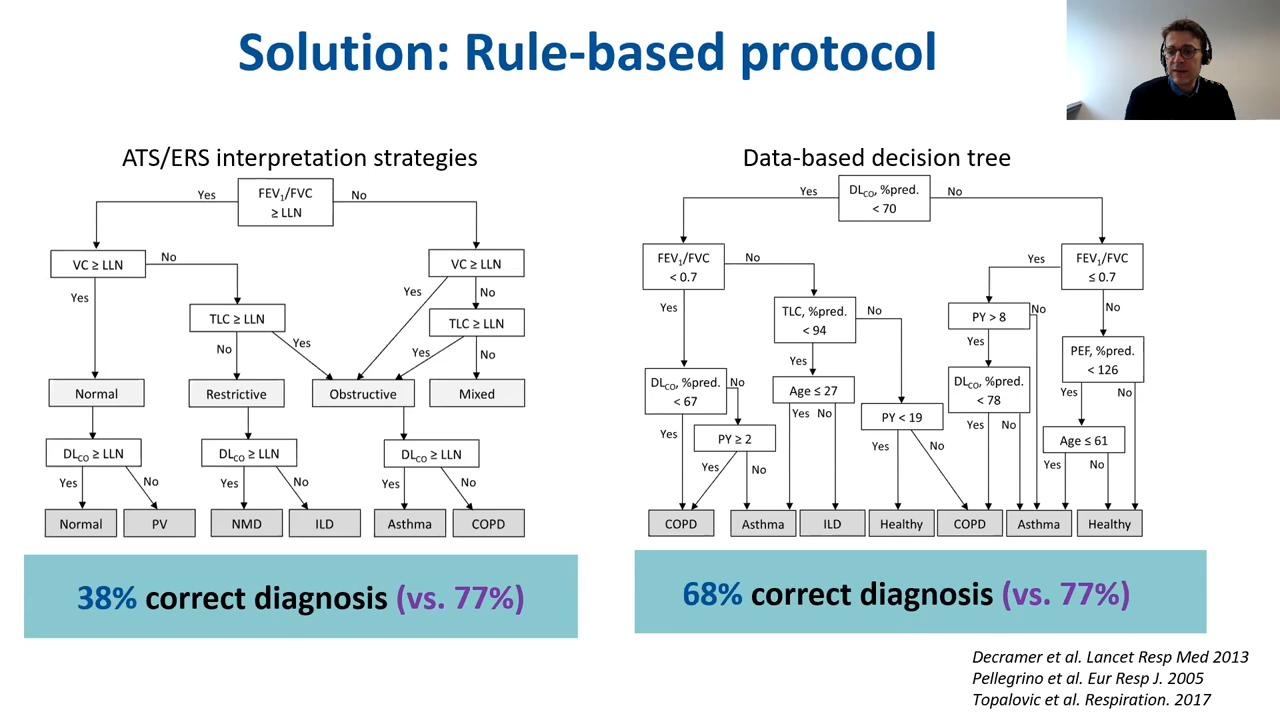 Solution: Rule-based protocol
ATS/ERS interpretation strategies
FEV1/FVC
≥ LLN
Yes
No
VC ≥ LLN
No
Yes
VC ≥ LLN
Yes
No
TLC ≥ LLN
No
Yes
TLC ≥ LLN
Yes
No
Normal
Restrictive
Obstructive
Mixed
DLCO ≥ LLN
Yes
No
DLCO ≥ LLN
Yes
No
DLCO ≥ LLN
Yes
No
Normal
PV
NMD
ILD
Asthma
COPD
38% correct diagnosis (vs. 77%)
Data-based decision tree
DLCO, %pred.
< 70
Yes
No
FEV1/FVC
< 0.7
No
Yes
FEV1/FVC
≤ 0.7
Yes
No
TLC, %pred.
< 94
No
Yes
PY > 8
No
Yes
PEF, %pred.
< 126
Yes
No
DLCO, %pred.
< 67
No
Yes
Age ≤ 27
Yes
No
PY < 19
Yes
No
DLCO, %pred.
< 78
Yes
No
PY ≥ 2
Yes
No
Age ≤ 61
Yes
No
COPD
Asthma
ILD
Healthy
COPD
Asthma
Healthy
68% correct diagnosis (vs. 77%)
Decramer et al. Lancet Resp Med 2013
Pellegrino et al. Eur Resp J. 2005
Topalovic et al. Respiration. 2017